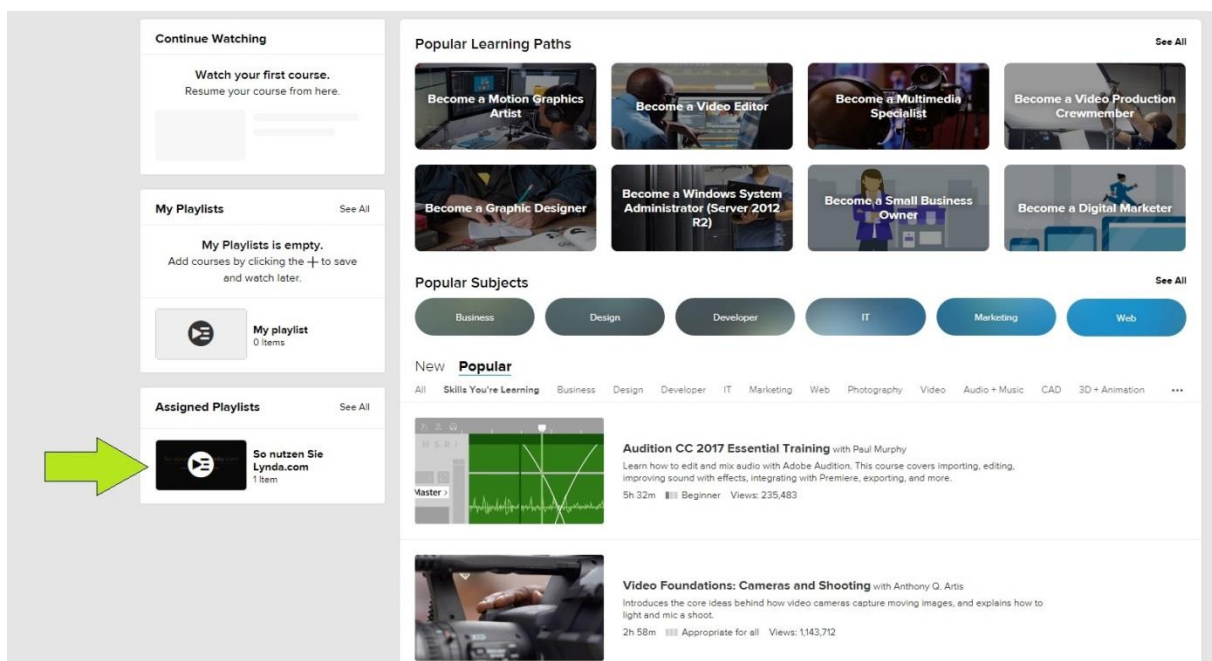 Continue Watching
Watch your first course.
Resume your course from here.
My Playlists
See All
My Playlists is empty.
Add courses by clicking the + to save
and watch later.
My playlist
0 Items
Assigned Playlists
See All
So nutzen Sie
Lynda.com
1 Item
Popular Learning Paths
See All
Become a Motion Graphics
Artist
Become a Video Editor
Become a Multimedia
Specialist
Become a Video Production
Crewmember
Become a Graphic Designer
Become a Windows System
Administrator (Server 2012
R2)
Become a Small Business
Owner
Become a Digital Marketer
Popular Subjects
See All
Business
Design
Developer
IT
Marketing
Web
New Popular
All Skills You're Learning Business Design Developer IT Marketing Web Photography Video Audio + Music CAD 3D + Animation ...
M S R I
Master >
Audition CC 2017 Essential Training with Paul Murphy
Learn how to edit and mix audio with Adobe Audition. This course covers importing, editing,
improving sound with effects, integrating with Premiere, exporting, and more.
5h 32m Beginner Views: 235,483
Video Foundations: Cameras and Shooting with Anthony Q. Artis
Introduces the core ideas behind how video cameras capture moving images, and explains how to
light and mic a shoot.
2h 58m Appropriate for all Views: 1,143,712